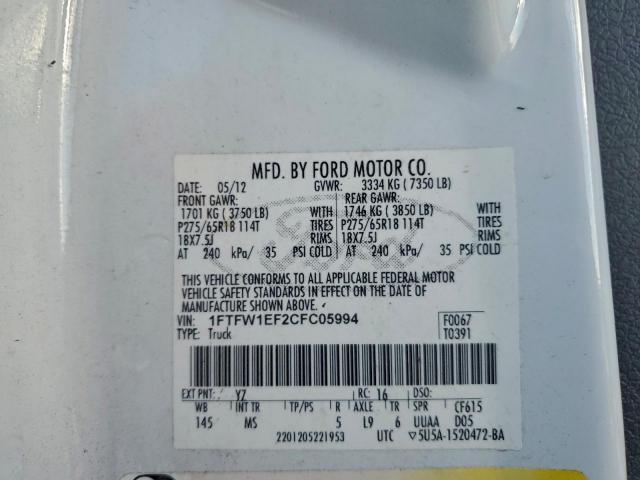 MFD. BY FORD MOTOR CO.
DATE: 05/12 GVWR: 3334 KG ( 7350 LB)
FRONT GAWR: REAR GAWR:
1701 KG ( 3750 LB) WITH 1746 KG ( 3850 LB) WITH
P275/65R18 114T TIRES P275/65R18 114T TIRES
18X7.5J RIMS 18X7.5J RIMS
AT 240 kPa/ 35 PSI COLD AT 240 kPa/ 35 PSI COLD
THIS VEHICLE CONFORMS TO ALL APPLICABLE FEDERAL MOTOR
VEHICLE SAFETY STANDARDS IN EFFECT ON THE DATE OF
MANUFACTURE SHOWN ABOVE.
VIN: 1FTFW1EF2CFC05994 F0067
TYPE: Truck T0391
EXT PNT: YZ RC: 16 DSO:
WB INT TR TP/PS R AXLE TR SPR CF615
145 MS 5 L9 6 UUAA D05
2201205221953 UTC ▽5U5A-1520472-BA